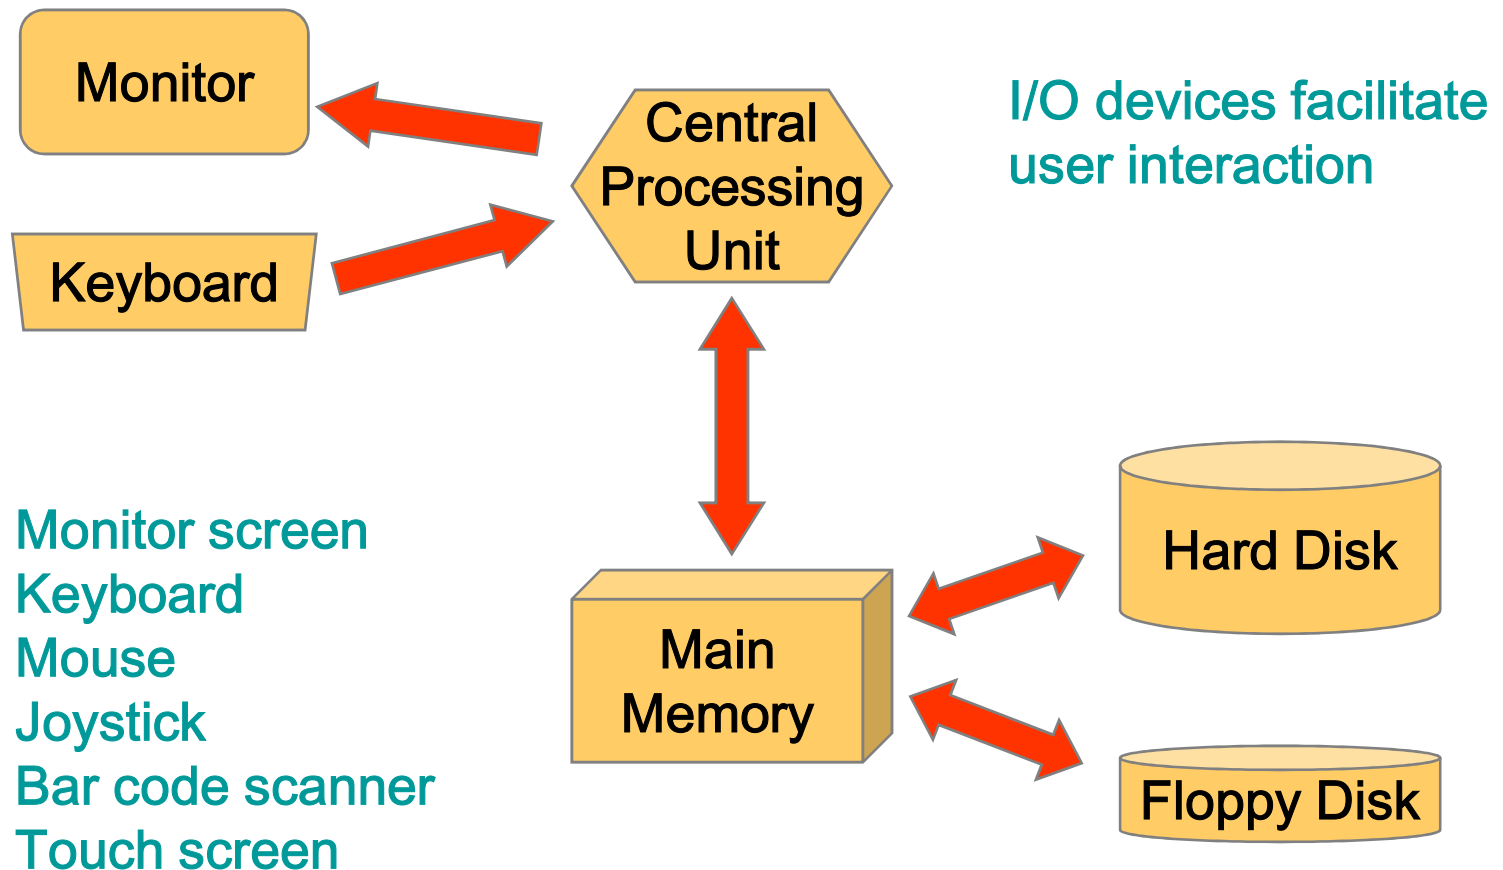 Monitor
Central
Processing
Unit
I/O devices facilitate
user interaction
Keyboard
Monitor screen
Keyboard
Mouse
Joystick
Bar code scanner
Touch screen
Main
Memory
Hard Disk
Floppy Disk